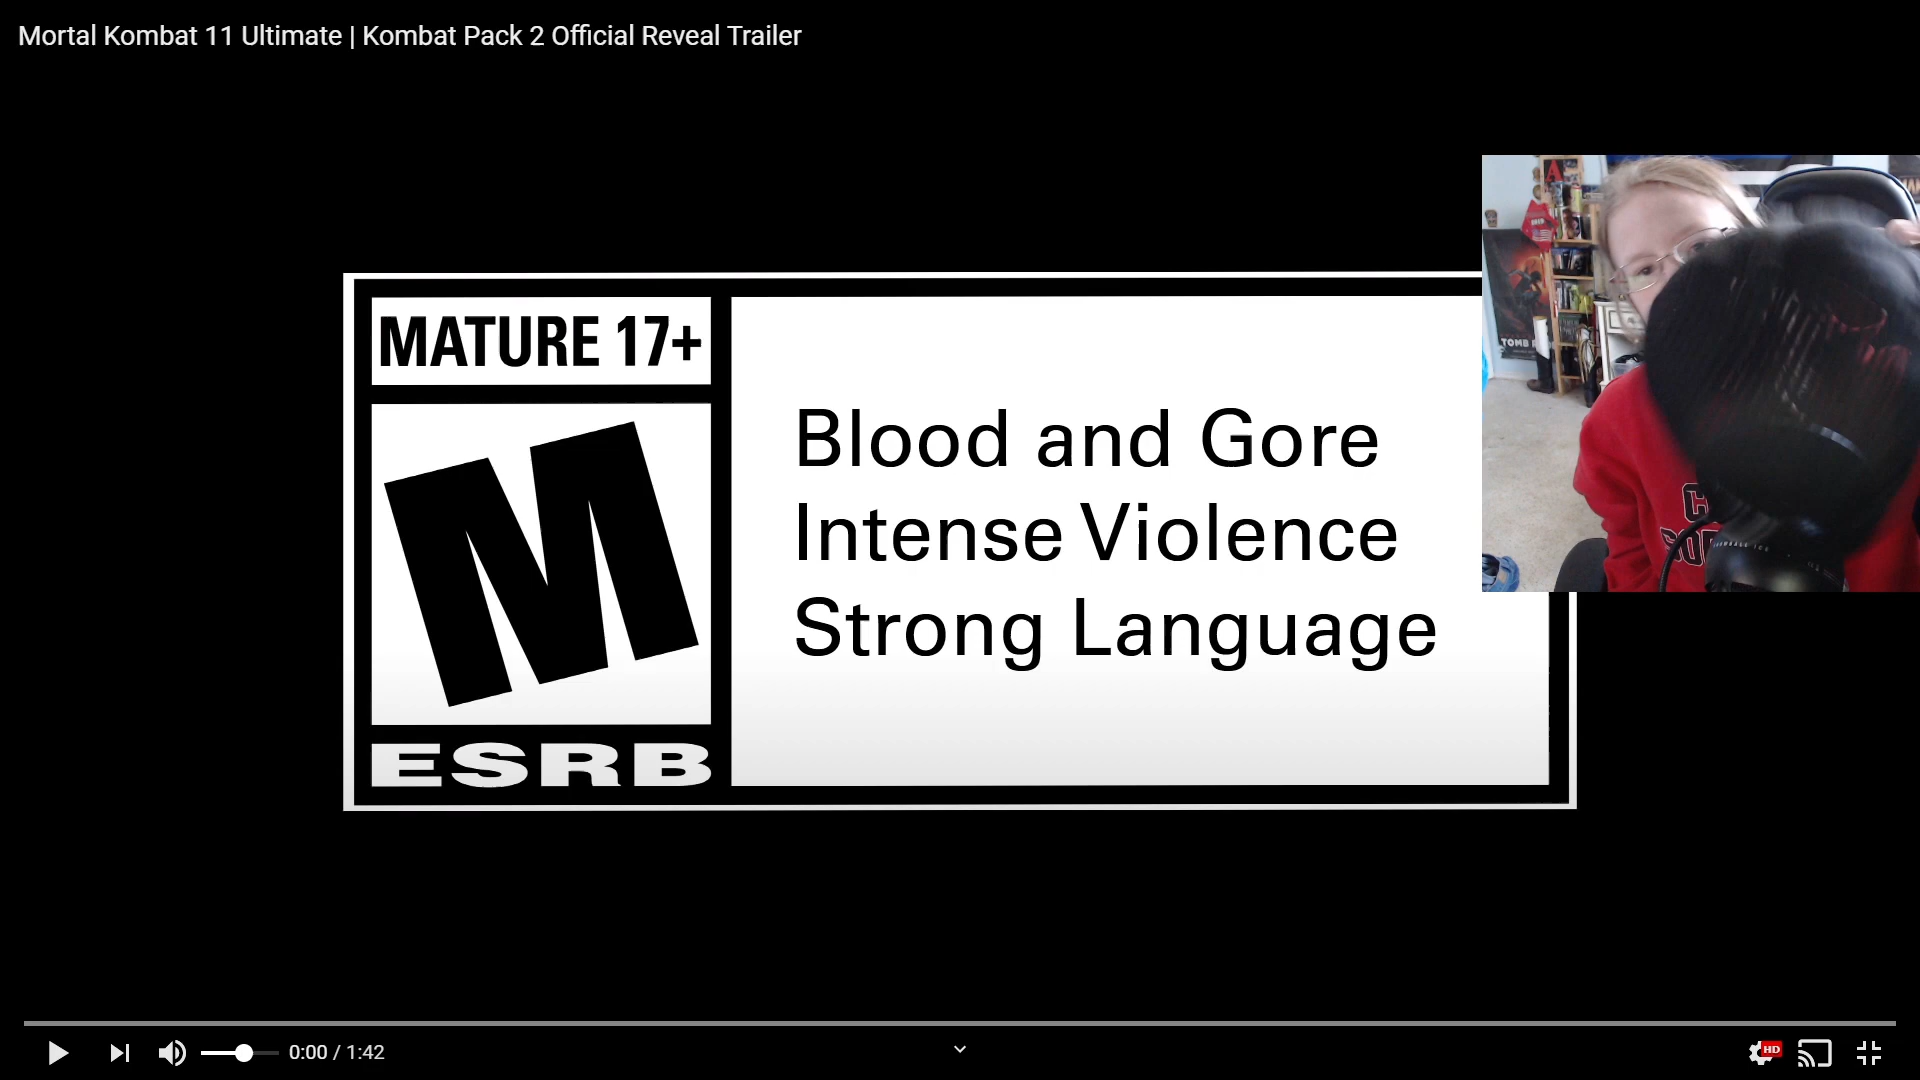 Mortal Kombat 11 Ultimate | Kombat Pack 2 Official Reveal Trailer
MATURE 17+
M
ESRB
Blood and Gore
Intense Violence
Strong Language
A
TOMB
0:00 / 1:42
HD